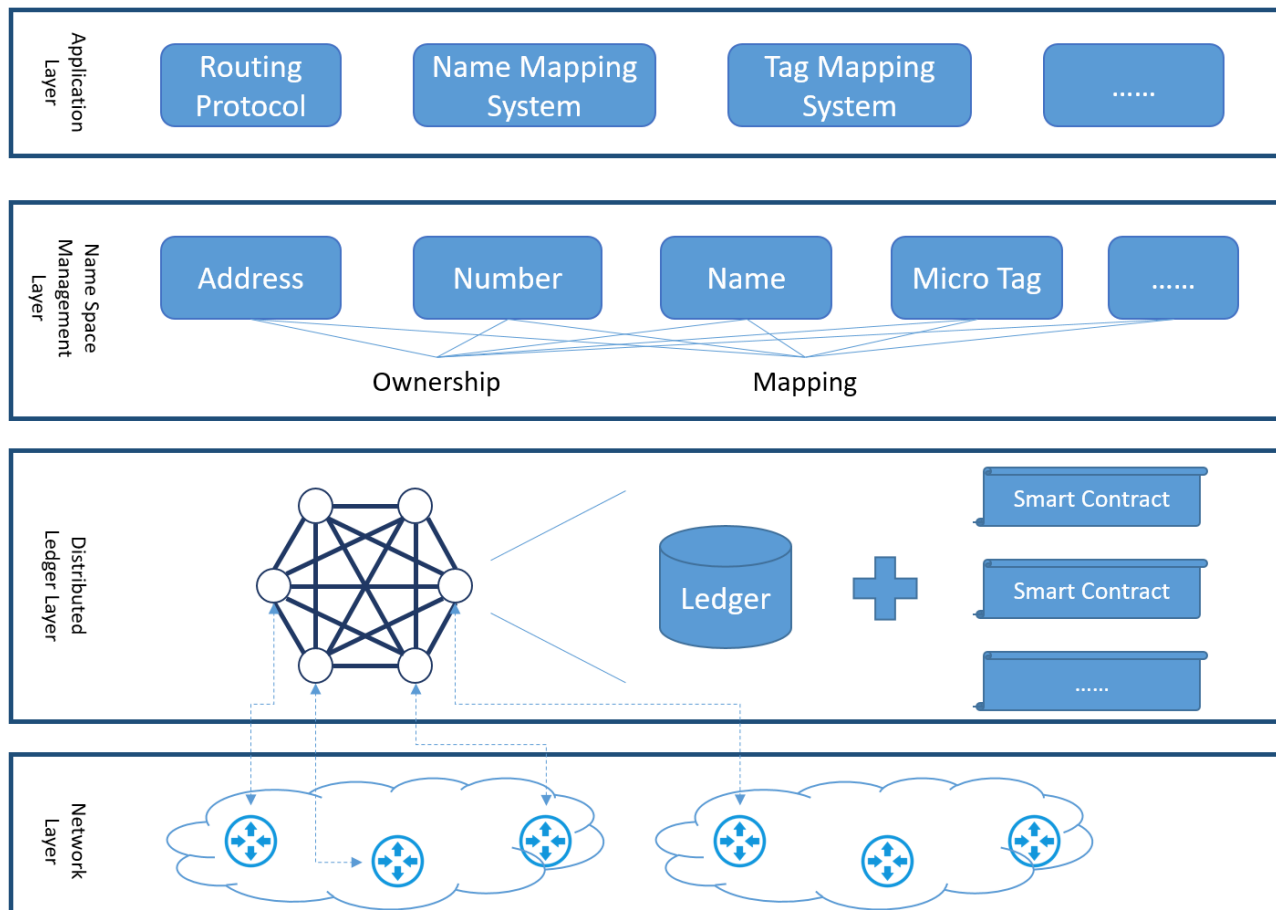 Application
Layer
Routing
Protocol
Name Mapping
System
Tag Mapping
System
......
Name Space
Management
Layer
Address
Number
Name
Micro Tag
......
Ownership
Mapping
Distributed
Ledger Layer
Ledger
Smart Contract
Smart Contract
......
Network
Layer